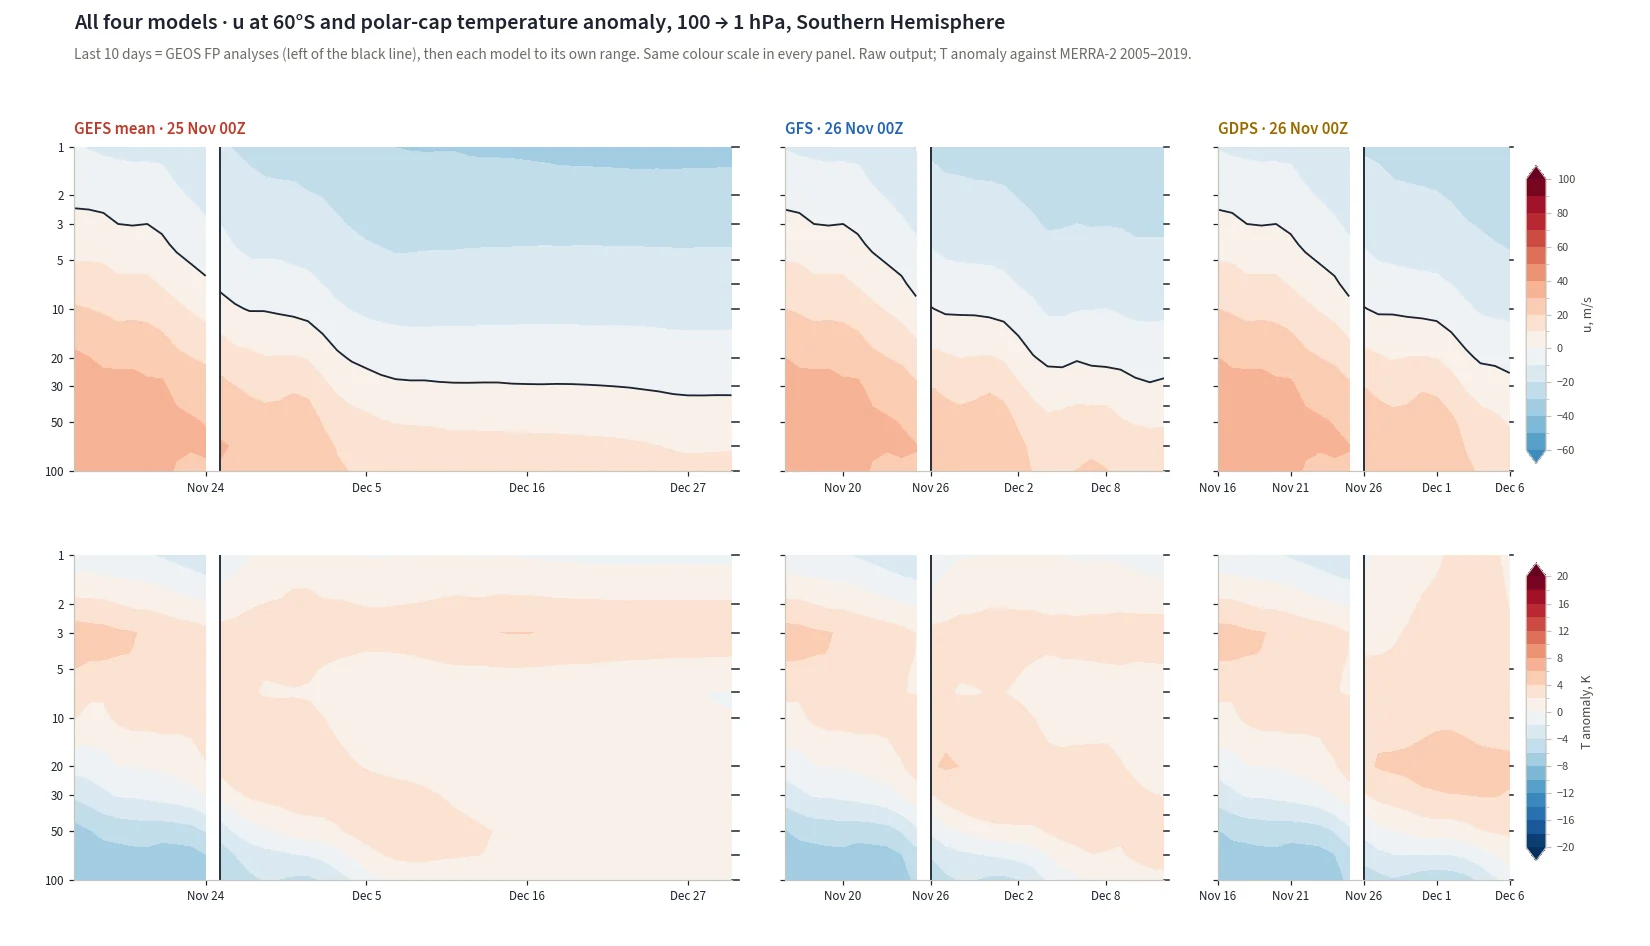 All four models · u at 60°S and polar-cap temperature anomaly, 100 → 1 hPa, Southern Hemisphere
Last 10 days = GEOS FP analyses (left of the black line), then each model to its own range. Same colour scale in every panel. Raw output; T anomaly against MERRA-2 2005–2019.
GEFS mean · 25 Nov 00Z
GFS · 26 Nov 00Z
GDPS · 26 Nov 00Z
1
2
3
5
10
20
30
50
100
Nov 24
Dec 5
Dec 16
Dec 27
Nov 20
Nov 26
Dec 2
Dec 8
Nov 16
Nov 21
Nov 26
Dec 1
Dec 6
100
80
60
40
20
0
−20
−40
−60
u, m/s
1
2
3
5
10
20
30
50
100
Nov 24
Dec 5
Dec 16
Dec 27
Nov 20
Nov 26
Dec 2
Dec 8
Nov 16
Nov 21
Nov 26
Dec 1
Dec 6
20
16
12
8
4
0
−4
−8
−12
−16
−20
T anomaly, K